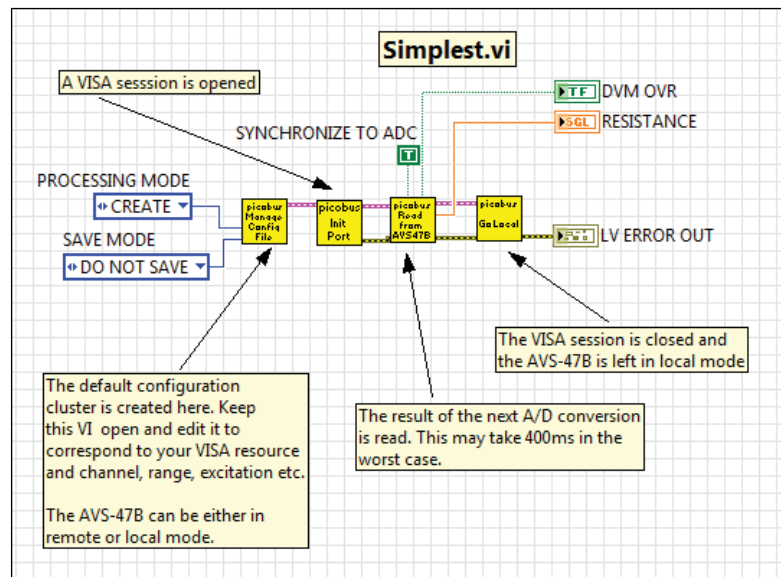 Simplest.vi
A VISA sesssion is opened
DVM OVR
TF
SYNCHRONIZE TO ADC
T
RESISTANCE
SGL
PROCESSING MODE
CREATE
SAVE MODE
DO NOT SAVE
picobus
Manage
Config
File
picobus
Init
Port
picobus
Read
from
AVS47B
picobus
GoLocal
LV ERROR OUT
The VISA session is closed and
the AVS-47B is left in local mode
The default configuration
cluster is created here. Keep
this VI open and edit it to
correspond to your VISA resource
and channel, range, excitation etc.
The AVS-47B can be either in
remote or local mode.
The result of the next A/D conversion
is read. This may take 400ms in the
worst case.